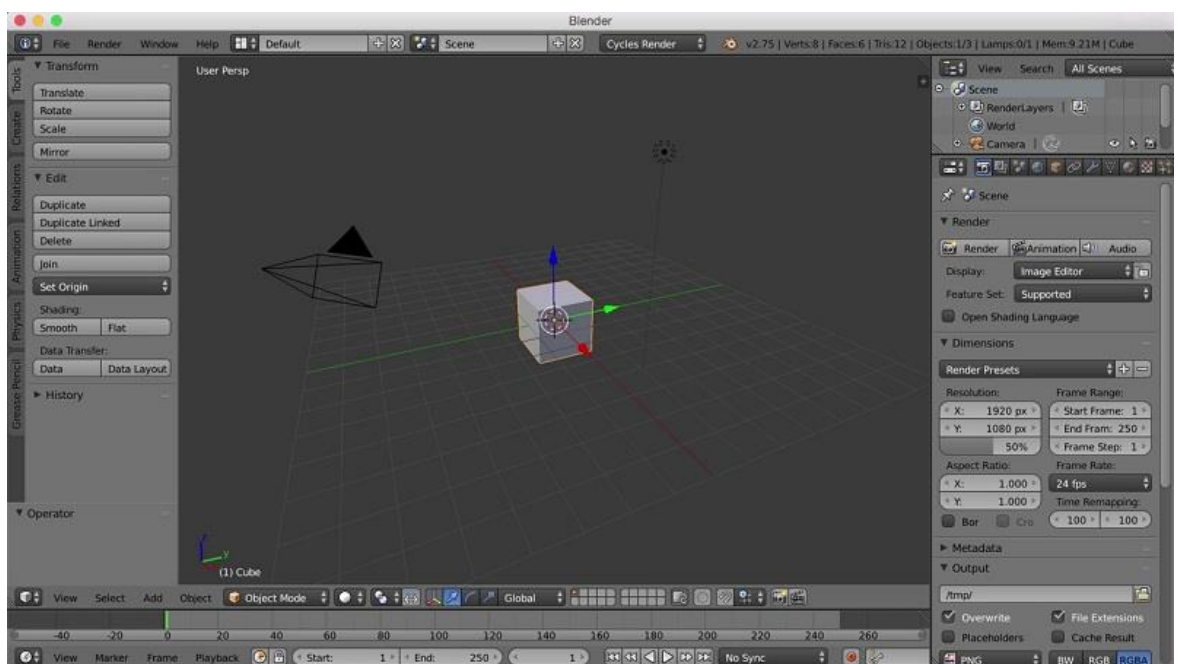 Blender
File Render Window Help Default Scene Cycles Render v2.75 | Verts:8 | Faces:6 | Tris:12 | Objects:1/3 | Lamps:0/1 | Mem:9.21M | Cube
Tools
Create
Relations
Animation
Physics
Grease Pencil
Transform
Translate
Rotate
Scale
Mirror
Edit
Duplicate
Duplicate Linked
Delete
Join
Set Origin
Shading:
Smooth Flat
Data Transfer:
Data Data Layout
History
Operator
User Persp
z
y
(1) Cube
View Search All Scenes
Scene
RenderLayers |
World
Camera |
Scene
Render
Render Animation Audio
Display: Image Editor
Feature Set: Supported
Open Shading Language
Dimensions
Render Presets
Resolution: Frame Range:
X: 1920 px Start Frame: 1
Y: 1080 px End Fram: 250
50% Frame Step: 1
Aspect Ratio: Frame Rate:
X: 1.000 24 fps
Y: 1.000 Time Remapping:
Bor Cro 100 100
Metadata
Output
/tmp/
Overwrite File Extensions
Placeholders Cache Result
PNG BW RGB RGBA
View Select Add Object Object Mode Global
-40 -20 0 20 40 60 80 100 120 140 160 180 200 220 240 260
View Marker Frame Playback Start: 1 End: 250 1 No Sync